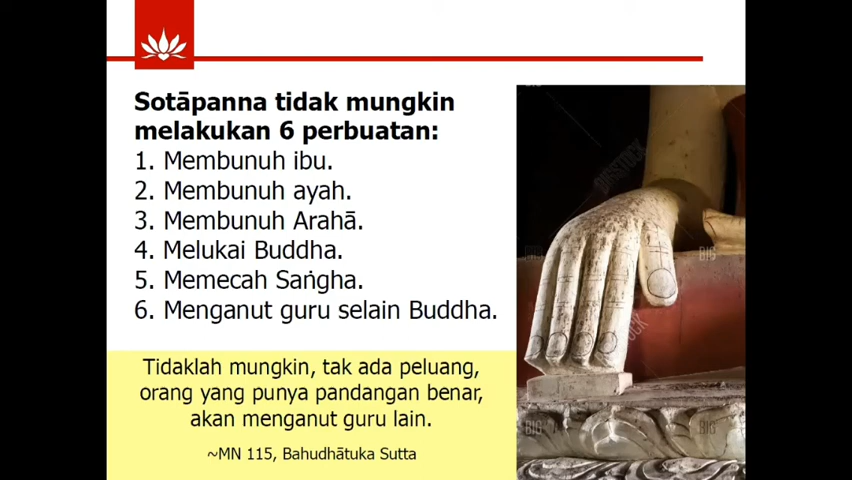 Sotāpanna tidak mungkin
melakukan 6 perbuatan:
1. Membunuh ibu.
2. Membunuh ayah.
3. Membunuh Arahā.
4. Melukai Buddha.
5. Memecah Saṅgha.
6. Menganut guru selain Buddha.
Tidaklah mungkin, tak ada peluang,
orang yang punya pandangan benar,
akan menganut guru lain.
~MN 115, Bahudhātuka Sutta